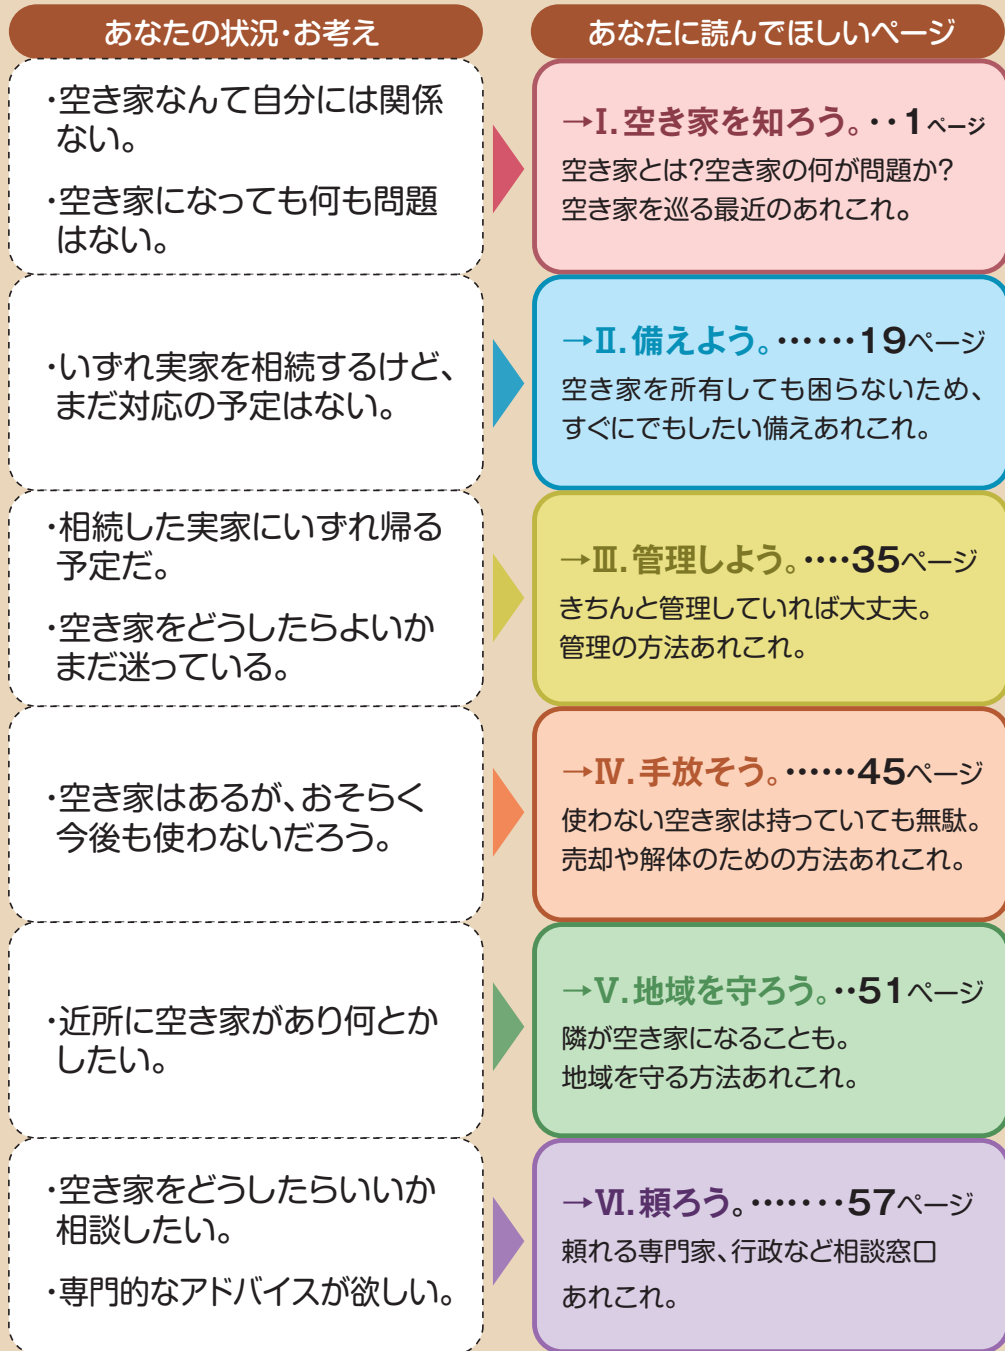 あなたの状況・お考え
あなたに読んでほしいページ
・空き家なんて自分には関係
ない。
・空き家になっても何も問題
はない。
→Ⅰ.空き家を知ろう。・・1ページ
空き家とは?空き家の何が問題か?
空き家を巡る最近のあれこれ。
・いずれ実家を相続するけど、
まだ対応の予定はない。
→Ⅱ.備えよう。・・・・・・19ページ
空き家を所有しても困らないため、
すぐにでもしたい備えあれこれ。
・相続した実家にいずれ帰る
予定だ。
・空き家をどうしたらよいか
まだ迷っている。
→Ⅲ.管理しよう。・・・・35ページ
きちんと管理していれば大丈夫。
管理の方法あれこれ。
・空き家はあるが、おそらく
今後も使わないだろう。
→Ⅳ.手放そう。・・・・・・45ページ
使わない空き家は持っていても無駄。
売却や解体のための方法あれこれ。
・近所に空き家があり何とか
したい。
→Ⅴ.地域を守ろう。・・51ページ
隣が空き家になることも。
地域を守る方法あれこれ。
・空き家をどうしたらいいか
相談したい。
・専門的なアドバイスが欲しい。
→Ⅵ.頼ろう。・・・・・・・57ページ
頼れる専門家、行政など相談窓口
あれこれ。